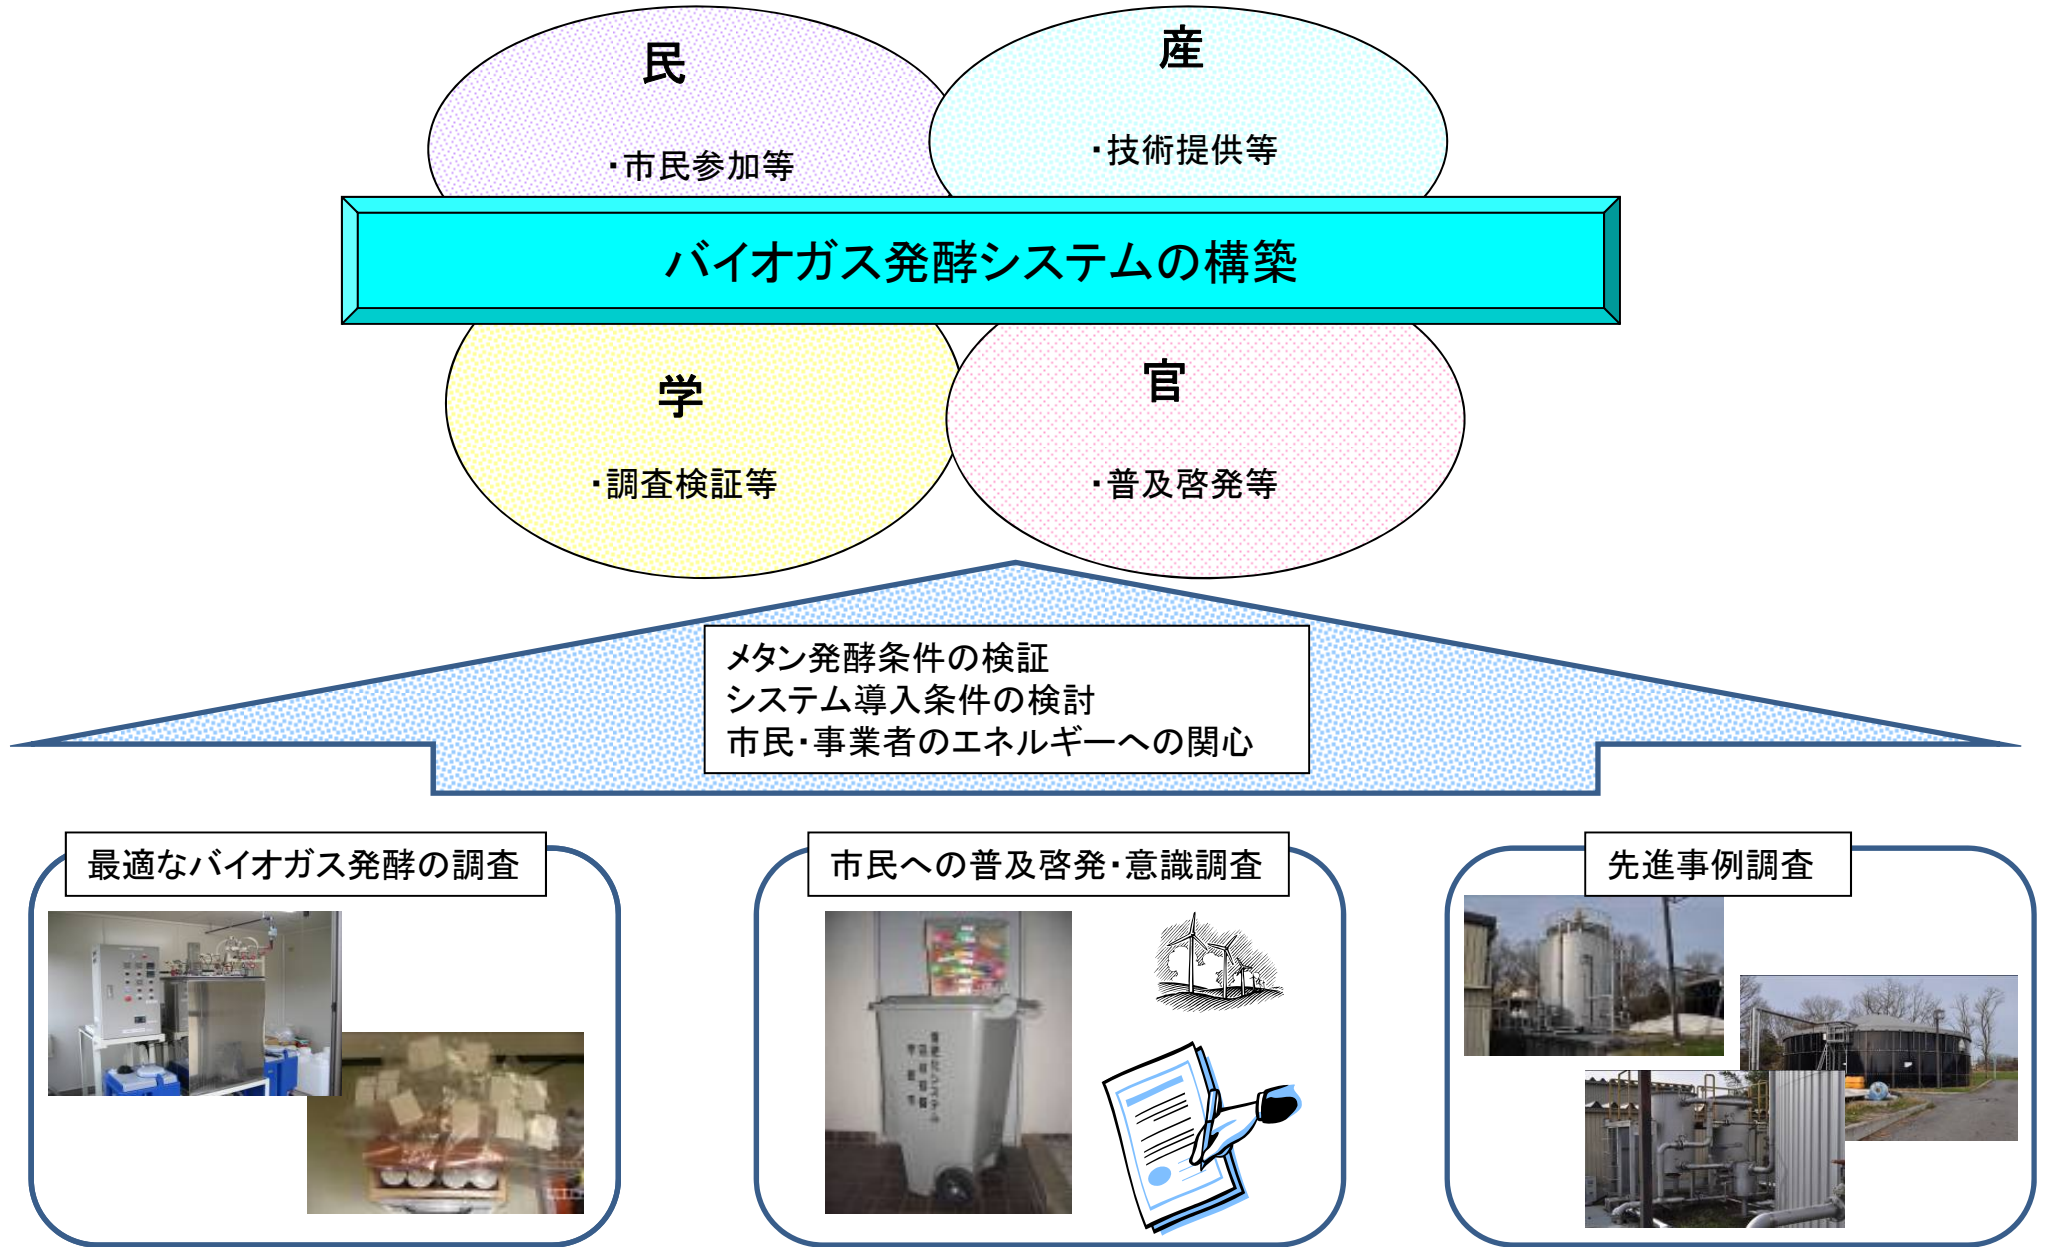 民
・市民参加等
産
・技術提供等
バイオガス発酵システムの構築
学
・調査検証等
官
・普及啓発等
メタン発酵条件の検証
システム導入条件の検討
市民・事業者のエネルギーへの関心
最適なバイオガス発酵の調査
市民への普及啓発・意識調査
先進事例調査